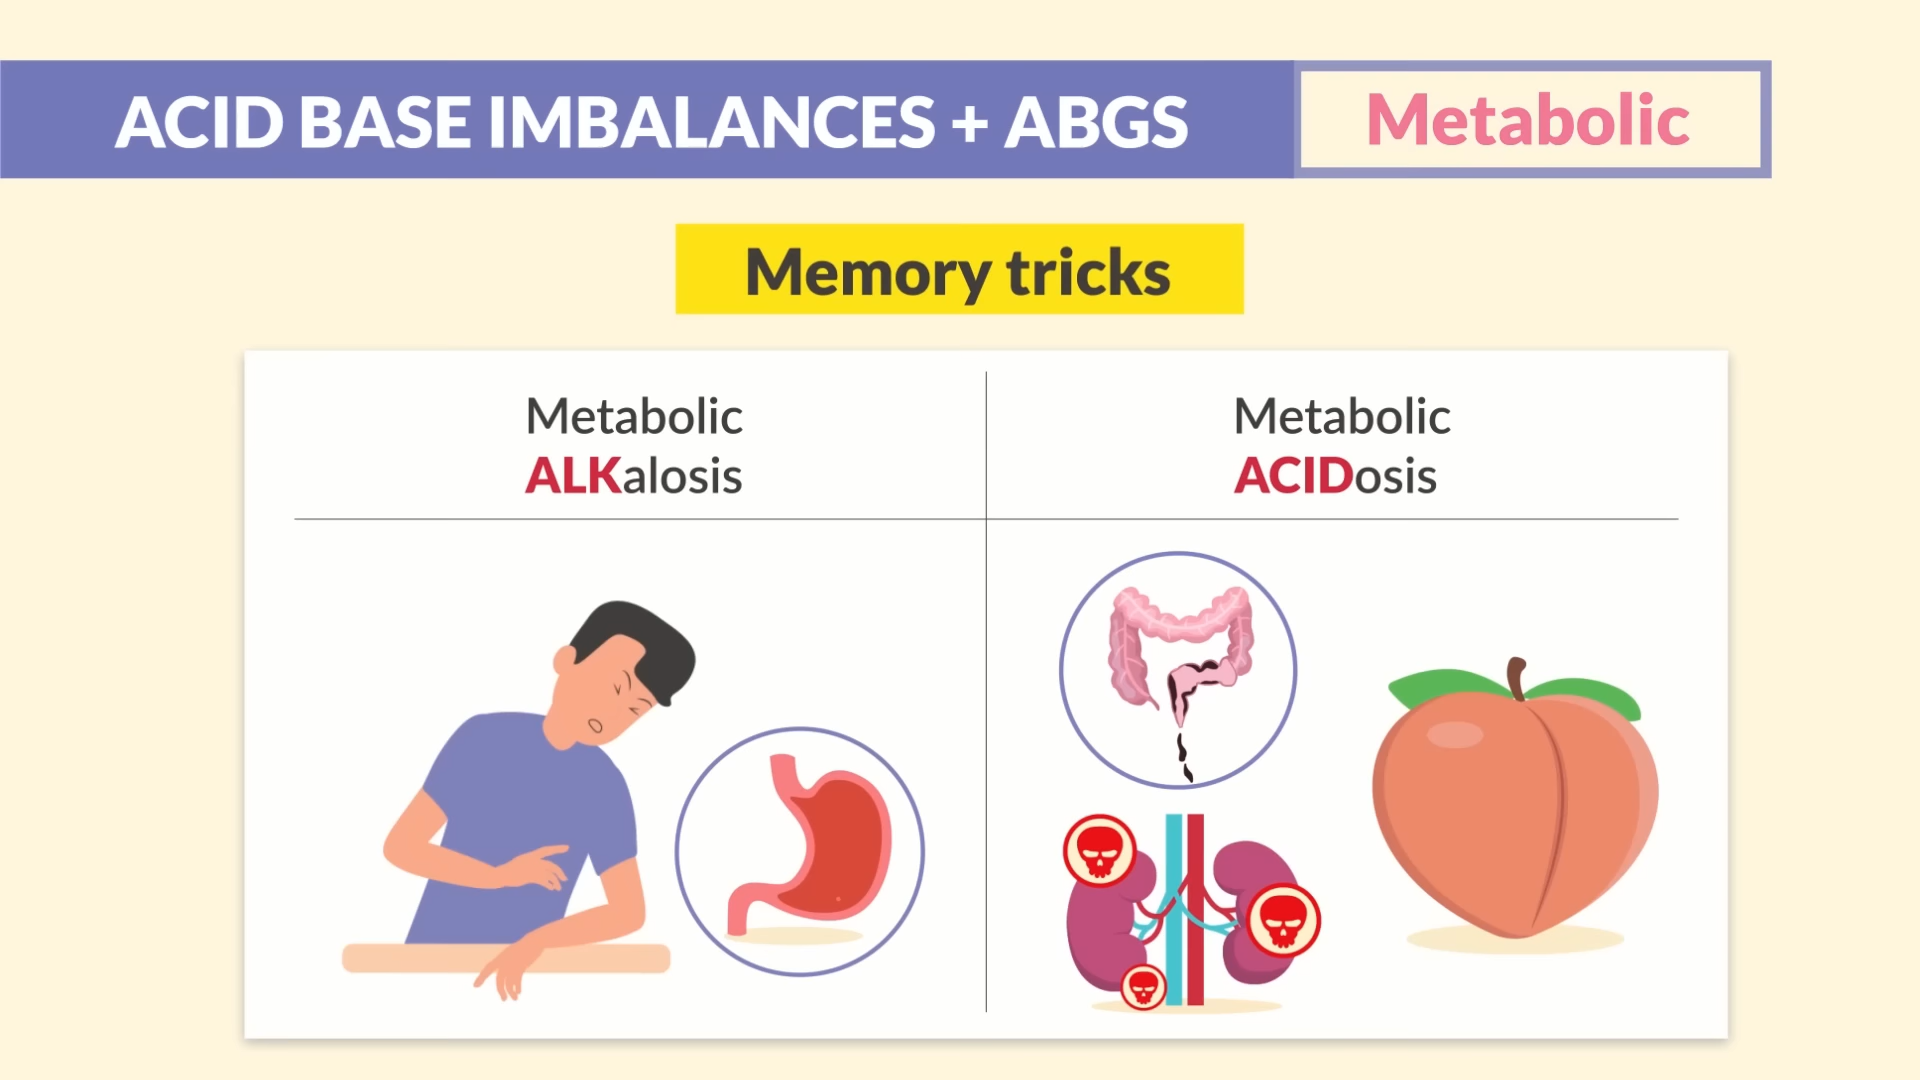 ACID BASE IMBALANCES + ABGS
Metabolic
Memory tricks
Metabolic
ALKalosis
Metabolic
ACIDosis